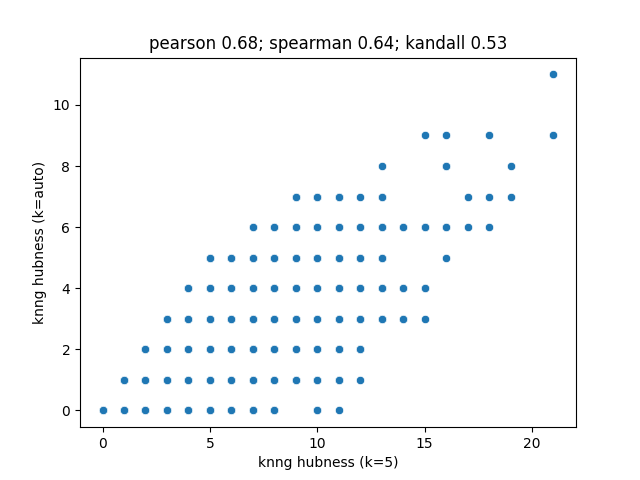 pearson 0.68; spearman 0.64; kandall 0.53
10
8
6
4
2
0
knng hubness (k=auto)
0 5 10 15 20
knng hubness (k=5)